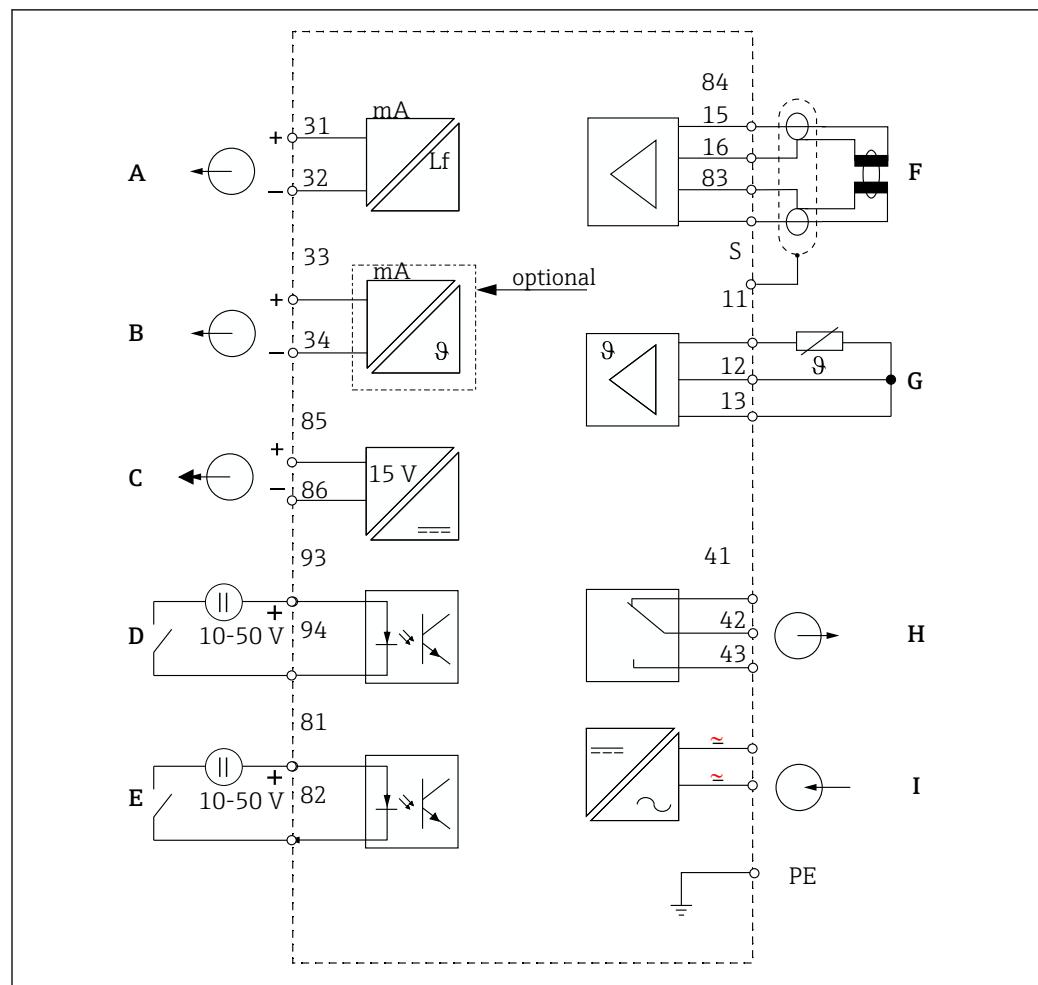 A
+
31
−
32
mA
Lf
B
33
+
−
34
mA
ϑ
optional
C
85
+
−
86
15 V
D
93
+
10-50 V
94
E
81
+
10-50 V
82
84
15
16
83
S
F
11
12
13
ϑ
ϑ
G
41
42
43
H
≂
≂
I
PE